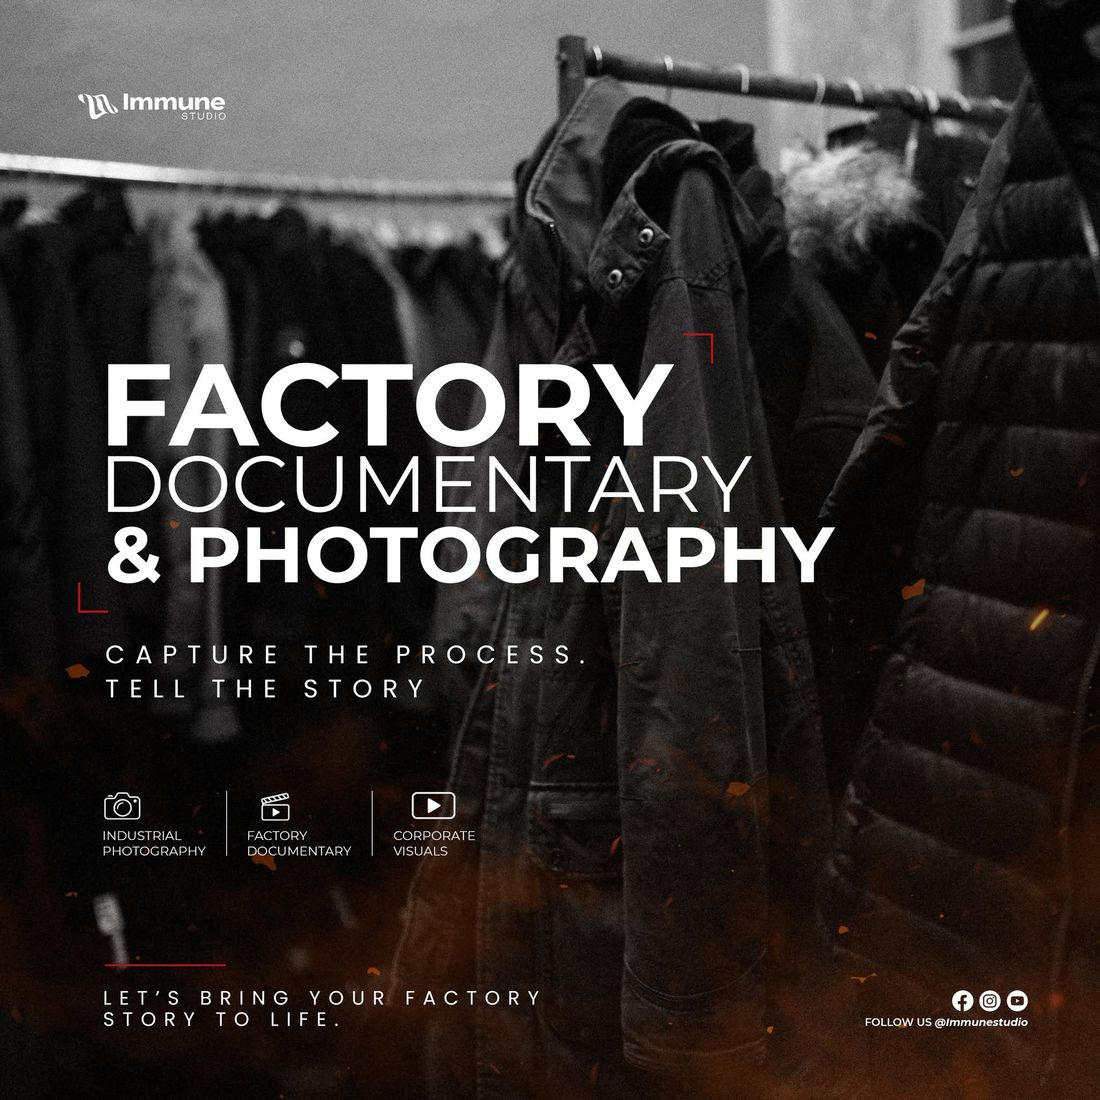 Immune
STUDIO
FACTORY
DOCUMENTARY
& PHOTOGRAPHY
CAPTURE THE PROCESS.
TELL THE STORY
INDUSTRIAL
PHOTOGRAPHY
FACTORY
DOCUMENTARY
CORPORATE
VISUALS
LET'S BRING YOUR FACTORY
STORY TO LIFE.
FOLLOW US @Immunestudio